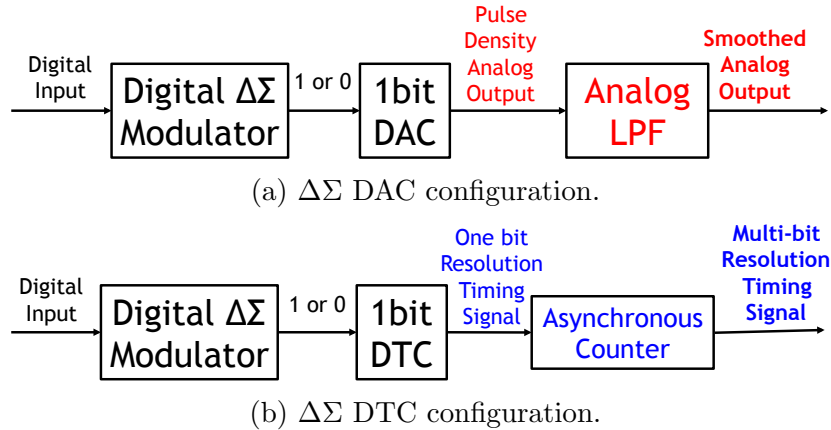 Digital
Input
Digital ΔΣ
Modulator
1 or 0
1bit
DAC
Pulse
Density
Analog
Output
Analog
LPF
Smoothed
Analog
Output
(a) ΔΣ DAC configuration.
Digital
Input
Digital ΔΣ
Modulator
1 or 0
1bit
DTC
One bit
Resolution
Timing
Signal
Asynchronous
Counter
Multi-bit
Resolution
Timing
Signal
(b) ΔΣ DTC configuration.